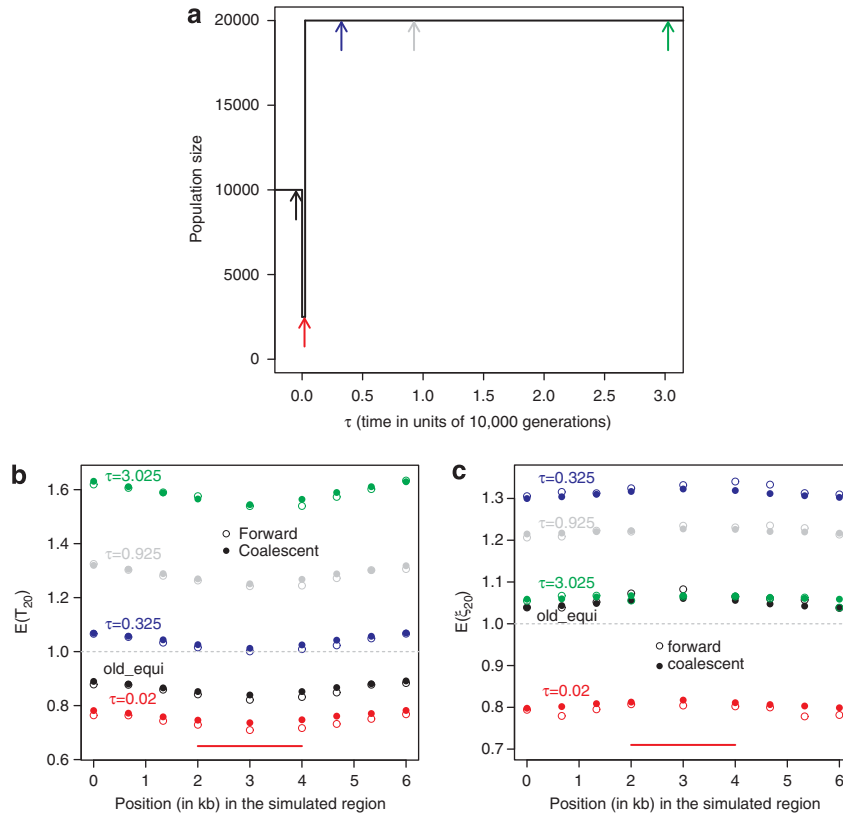 a
20000
15000
10000
5000
0
Population size
0.0 0.5 1.0 1.5 2.0 2.5 3.0
τ (time in units of 10,000 generations)
b
τ=3.025
Forward
Coalescent
τ=0.925
τ=0.325
old_equi
τ=0.02
1.6
1.4
1.2
1.0
0.8
0.6
E(T20)
0 1 2 3 4 5 6
Position (in kb) in the simulated region
c
τ=0.325
τ=0.925
τ=3.025
old_equi
forward
coalescent
τ=0.02
1.3
1.2
1.1
1.0
0.9
0.8
0.7
E(ξ20)
0 1 2 3 4 5 6
Position (in kb) in the simulated region